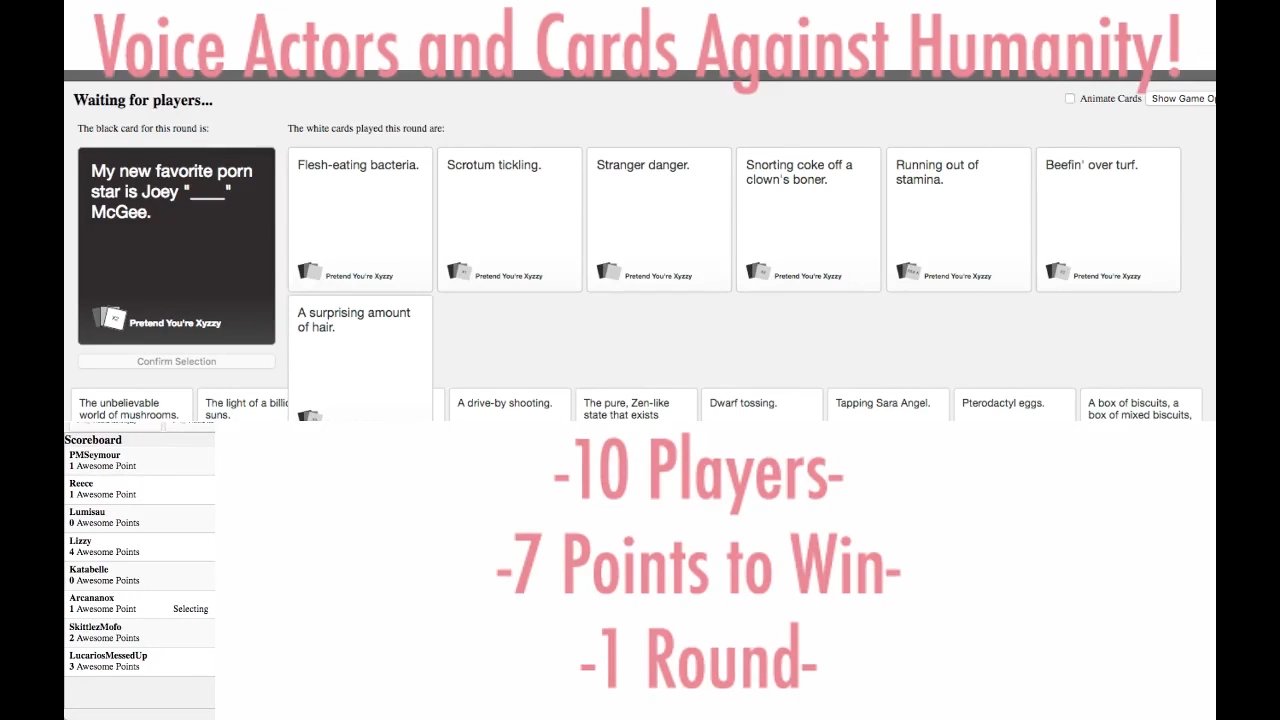 Voice Actors and Cards Against Humanity!
Waiting for players...
Animate Cards
Show Game Op
The black card for this round is:
The white cards played this round are:
My new favorite porn
star is Joey "____"
McGee.
Pretend You're Xyzzy
Confirm Selection
Flesh-eating bacteria.
Pretend You're Xyzzy
Scrotum tickling.
Pretend You're Xyzzy
Stranger danger.
Pretend You're Xyzzy
Snorting coke off a
clown's boner.
Pretend You're Xyzzy
Running out of
stamina.
Pretend You're Xyzzy
Beefin' over turf.
Pretend You're Xyzzy
A surprising amount
of hair.
The unbelievable
world of mushrooms.
The light of a billio
suns.
A drive-by shooting.
The pure, Zen-like
state that exists
Dwarf tossing.
Tapping Sara Angel.
Pterodactyl eggs.
A box of biscuits, a
box of mixed biscuits,
Scoreboard
PMSeymour
1 Awesome Point
Reece
1 Awesome Point
Lumisau
0 Awesome Points
Lizzy
4 Awesome Points
Katabelle
0 Awesome Points
Arcananox
1 Awesome Point Selecting
SkittlezMofo
2 Awesome Points
LucariosMessedUp
3 Awesome Points
-10 Players-
-7 Points to Win-
-1 Round-